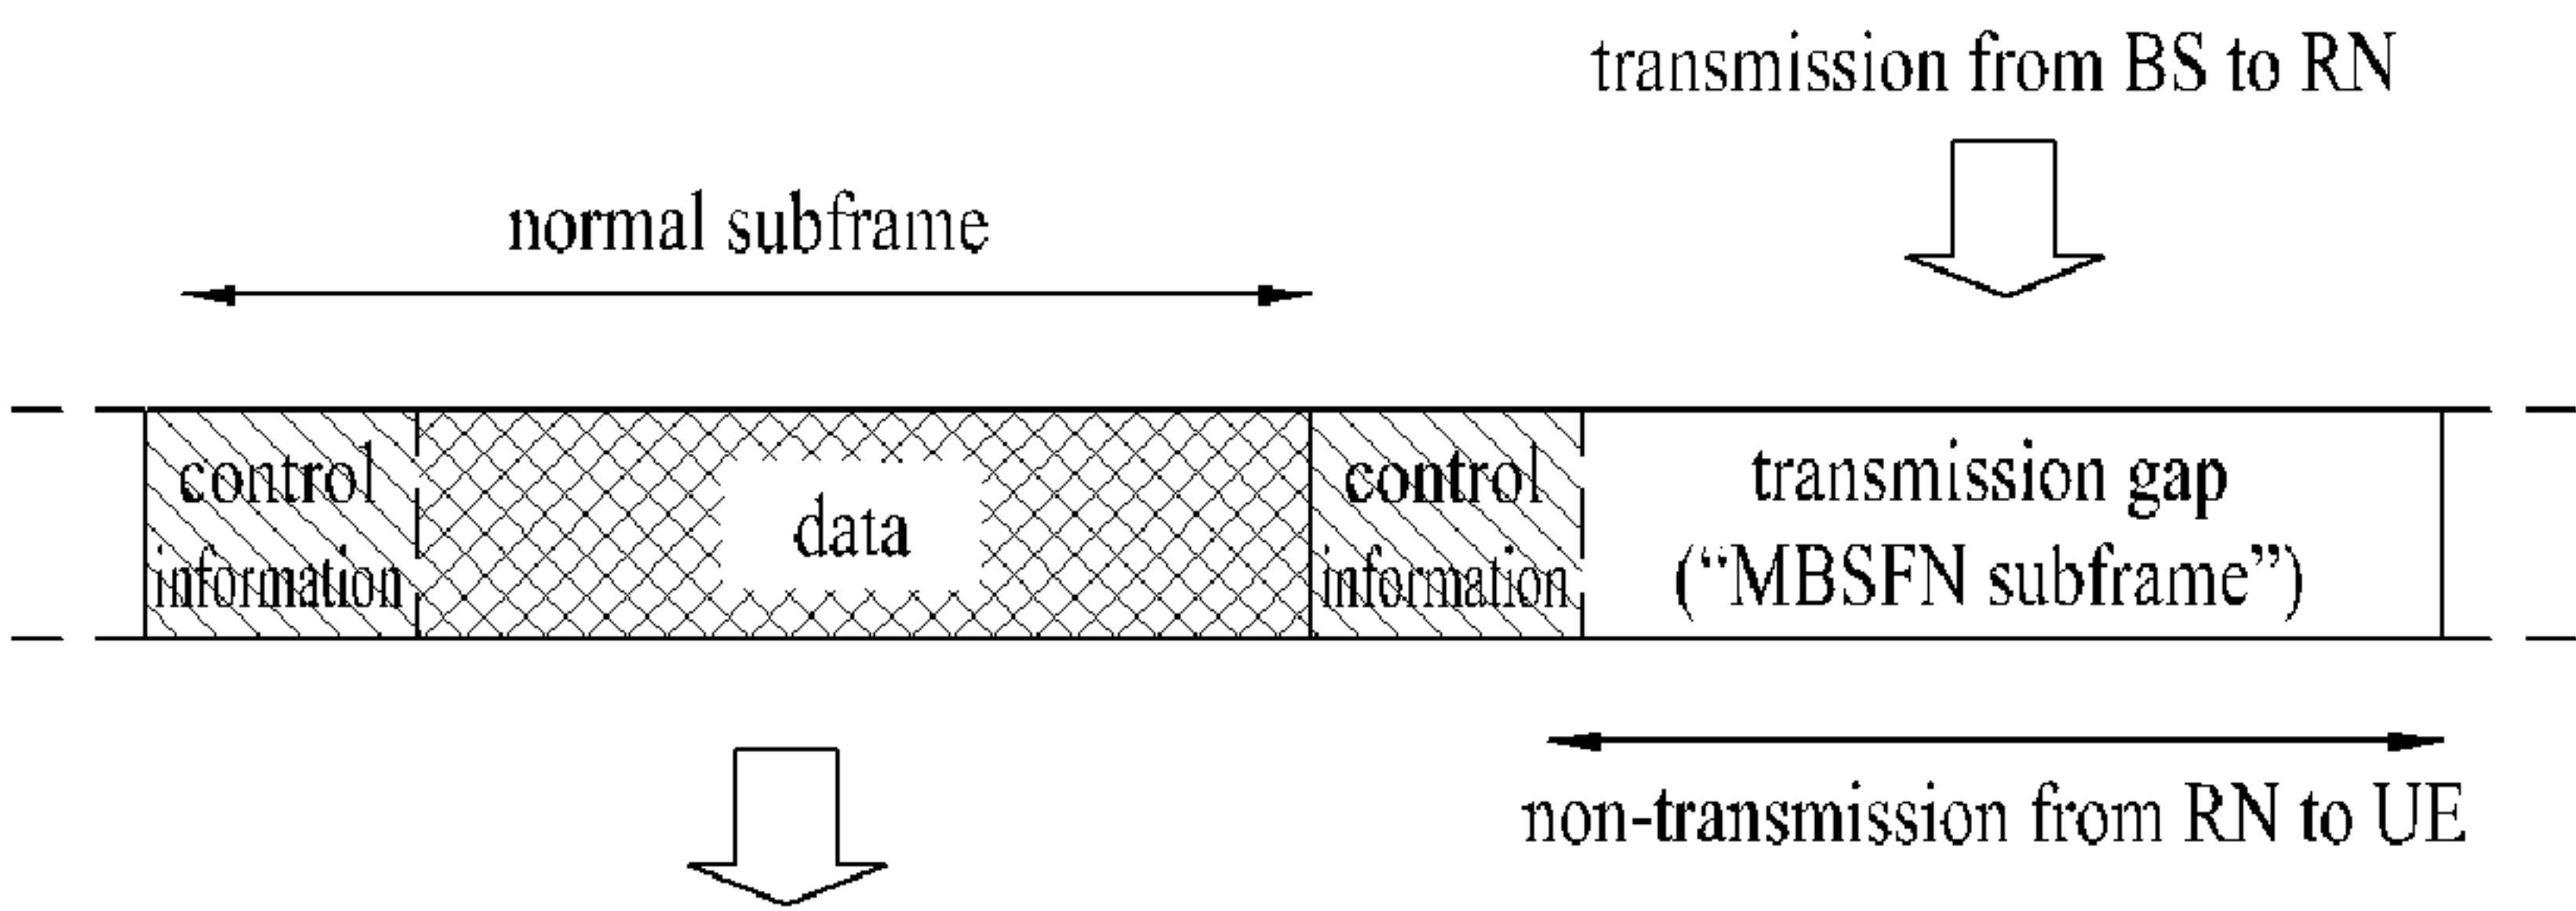 transmission from BS to RN
normal subframe
control
information
data
control
information
transmission gap
(“MBSFN subframe”)
non-transmission from RN to UE